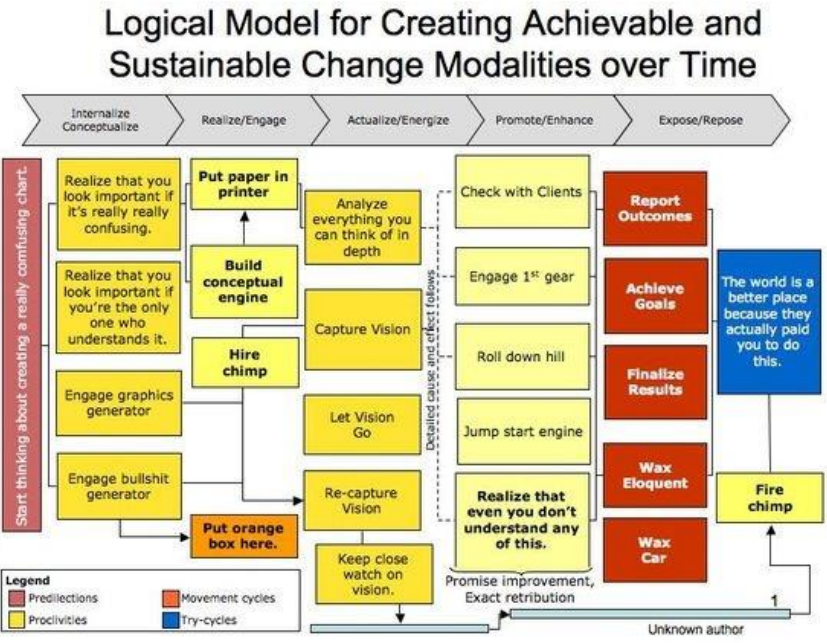 Logical Model for Creating Achievable and
Sustainable Change Modalities over Time
Internalize
Conceptualize
Realize/Engage
Actualize/Energize
Promote/Enhance
Expose/Repose
Start thinking about creating a really comfusing chart.
Realize that you
look important if
it's really really
confusing.
Realize that you
look important if
you're the only
one who
understands it.
Engage graphics
generator
Engage bullshit
generator
Put paper in
printer
Build
conceptual
engine
Hire
chimp
Put orange
box here.
Analyze
everything you
can think of in
depth
Capture Vision
Let Vision
Go
Re-capture
Vision
Keep close
watch on
vision.
Detailed cause and effect follows
Check with Clients
Engage 1st gear
Roll down hill
Jump start engine
Realize that
even you don't
understand any
of this.
Promise improvement,
Exact retribution
Report
Outcomes
Achieve
Goals
Finalize
Results
Wax
Eloquent
Wax
Car
The world is a
better place
because they
actually paid
you to do
this.
Fire
chimp
1
Unknown author
Legend
Predilections
Movement cycles
Proclivities
Try-cycles